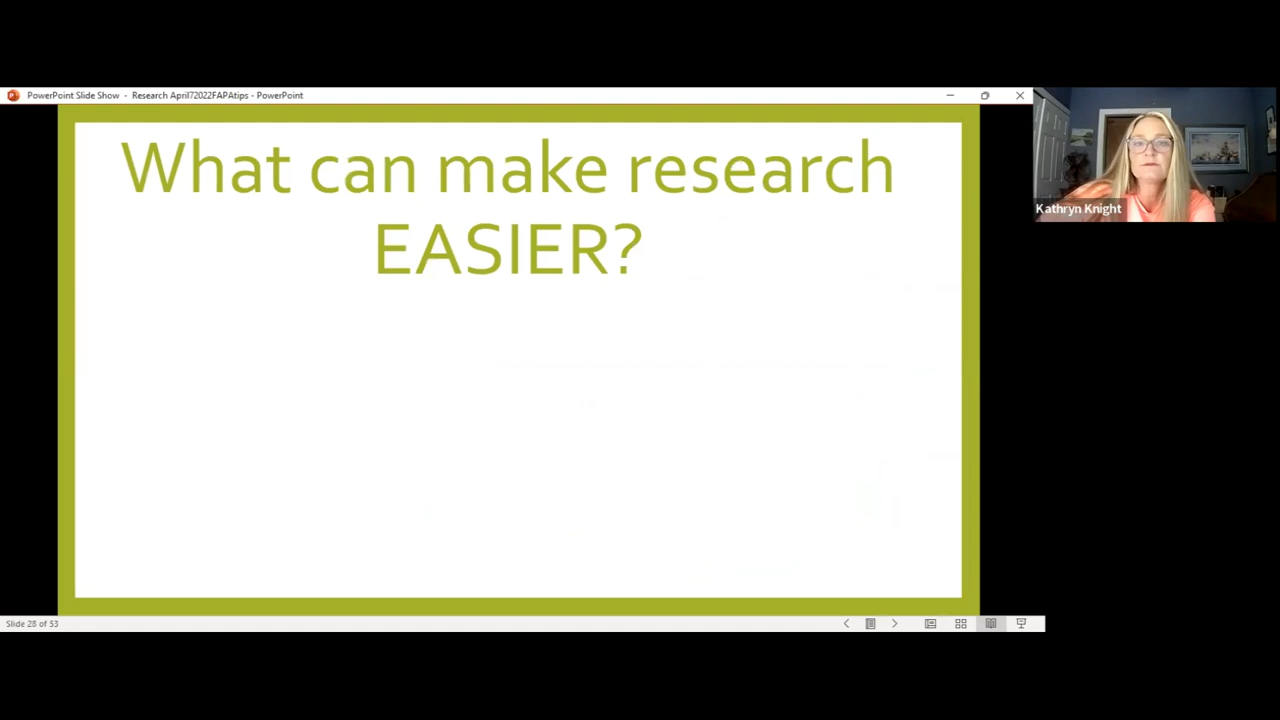 PowerPoint Slide Show - Research April72022FAPAtips - PowerPoint
What can make research
EASIER?
Kathryn Knight
Slide 28 of 53